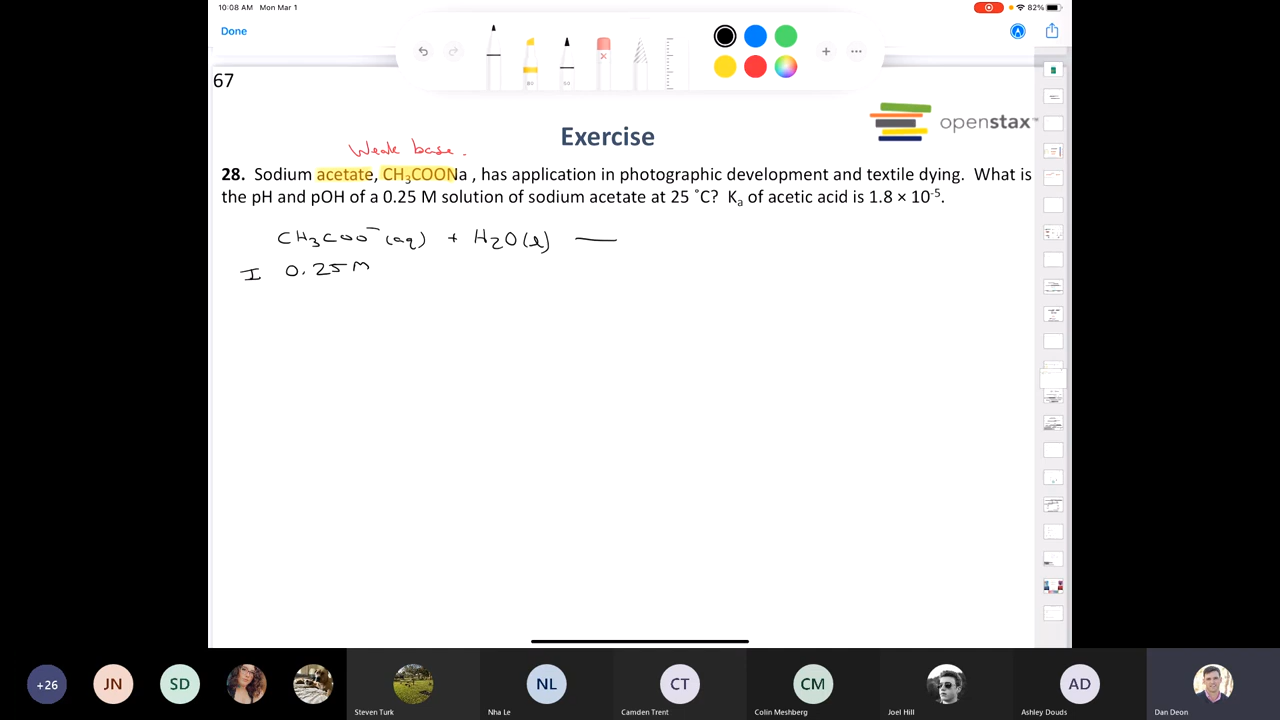 10:08 AM Mon Mar 1
82%
Done
67
openstax
Exercise
Weak base.
28. Sodium acetate, CH₃COONa , has application in photographic development and textile dying. What is
the pH and pOH of a 0.25 M solution of sodium acetate at 25 ˚C? Kₐ of acetic acid is 1.8 × 10⁻⁵.
CH₃COO⁻(aq) + H₂O(l) —
I 0.25 M
+26
JN
SD
NL
CT
CM
AD
Steven Turk
Nha Le
Camden Trent
Colin Meshberg
Joel Hill
Ashley Douds
Dan Deon